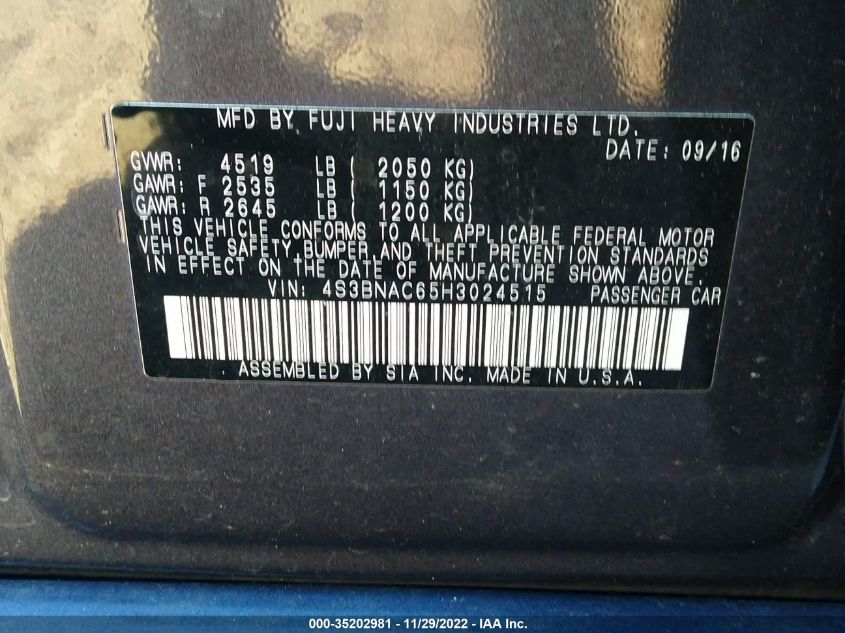 MFD BY FUJI HEAVY INDUSTRIES LTD.
DATE: 09/16
GVWR: 4519 LB ( 2050 KG)
GAWR: F 2535 LB ( 1150 KG)
GAWR: R 2645 LB ( 1200 KG)
THIS VEHICLE CONFORMS TO ALL APPLICABLE FEDERAL MOTOR
VEHICLE SAFETY, BUMPER, AND THEFT PREVENTION STANDARDS
IN EFFECT ON THE DATE OF MANUFACTURE SHOWN ABOVE.
VIN: 4S3BNAC65H3024515 PASSENGER CAR
ASSEMBLED BY SIA INC. MADE IN U.S.A.
000-35202981 - 11/29/2022 - IAA Inc.